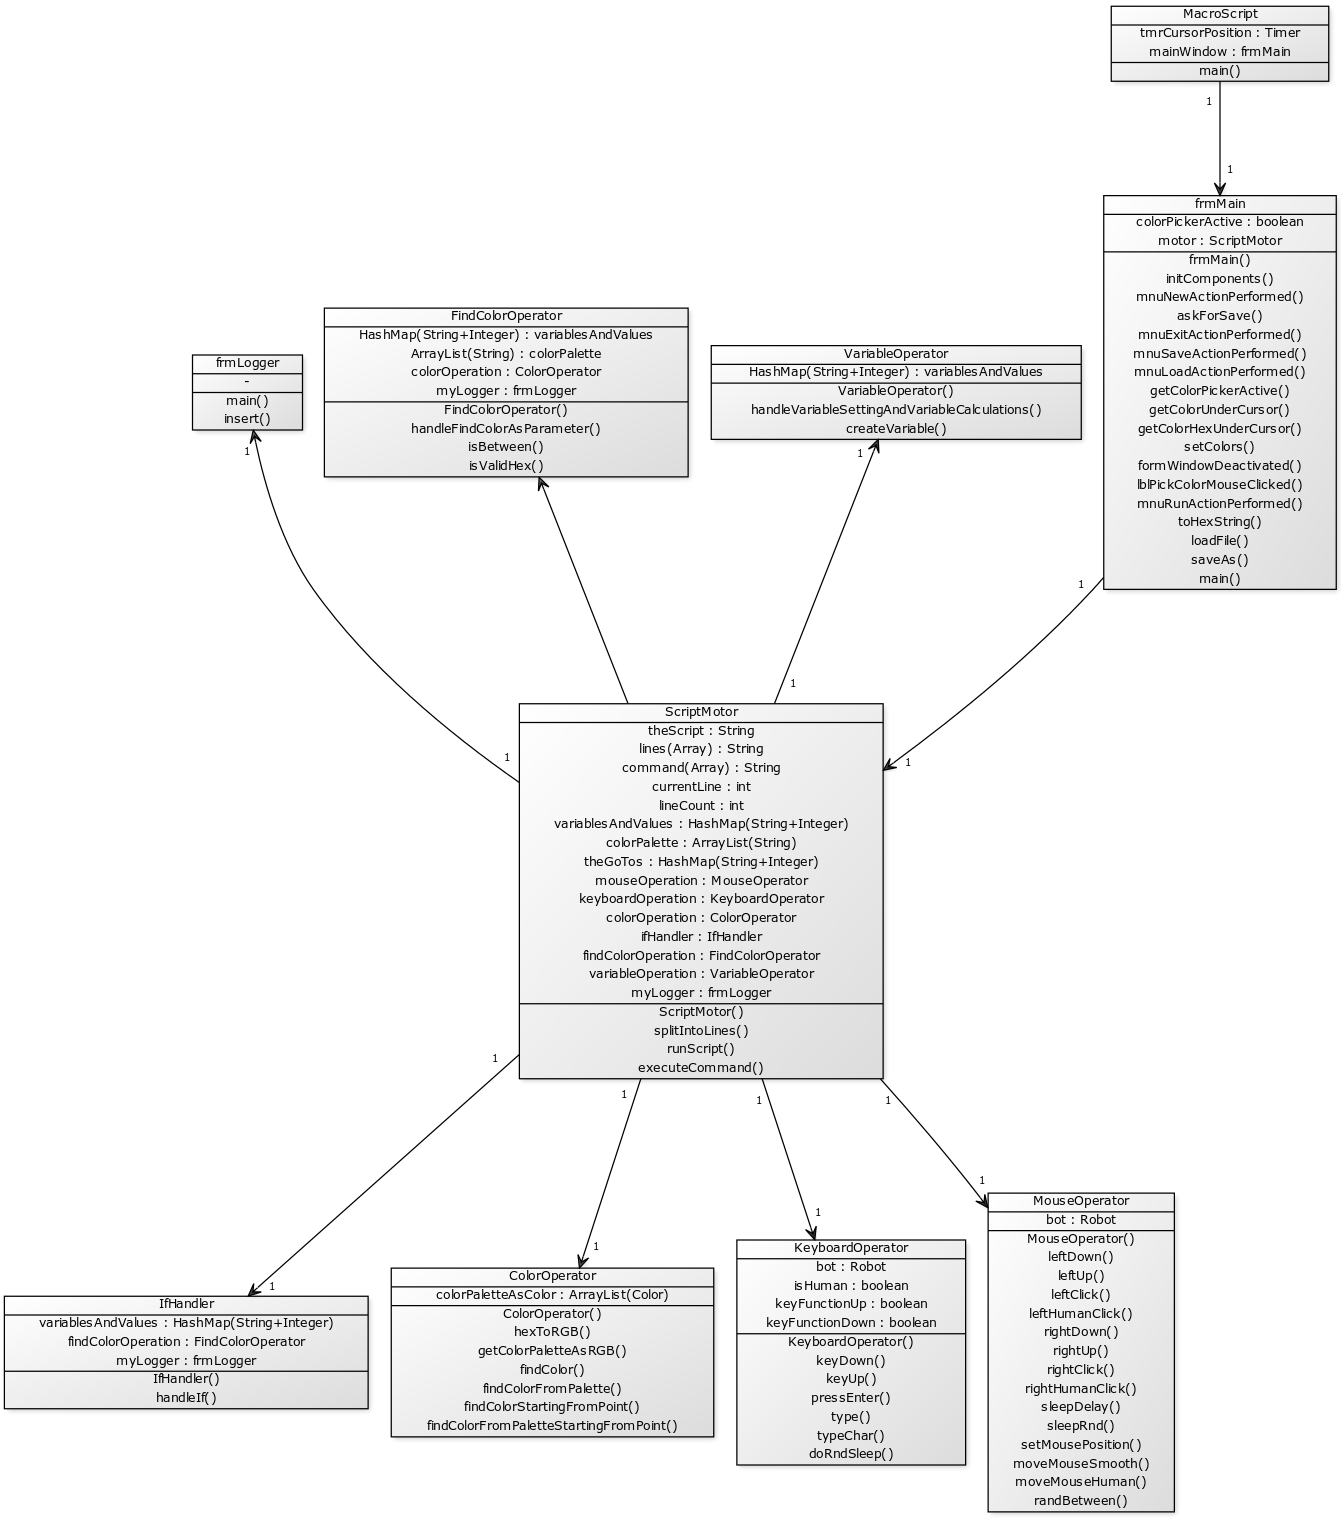 MacroScript
tmrCursorPosition : Timer
mainWindow : frmMain
main()
1
1
frmMain
colorPickerActive : boolean
motor : ScriptMotor
frmMain()
initComponents()
mnuNewActionPerformed()
askForSave()
mnuExitActionPerformed()
mnuSaveActionPerformed()
mnuLoadActionPerformed()
getColorPickerActive()
getColorUnderCursor()
getColorHexUnderCursor()
setColors()
formWindowDeactivated()
lblPickColorMouseClicked()
mnuRunActionPerformed()
toHexString()
loadFile()
saveAs()
main()
1
1
FindColorOperator
HashMap(String+Integer) : variablesAndValues
ArrayList(String) : colorPalette
colorOperation : ColorOperator
myLogger : frmLogger
FindColorOperator()
handleFindColorAsParameter()
isBetween()
isValidHex()
frmLogger
-
main()
insert()
1
1
VariableOperator
HashMap(String+Integer) : variablesAndValues
VariableOperator()
handleVariableSettingAndVariableCalculations()
createVariable()
1
1
ScriptMotor
theScript : String
lines(Array) : String
command(Array) : String
currentLine : int
lineCount : int
variablesAndValues : HashMap(String+Integer)
colorPalette : ArrayList(String)
theGoTos : HashMap(String+Integer)
mouseOperation : MouseOperator
keyboardOperation : KeyboardOperator
colorOperation : ColorOperator
ifHandler : IfHandler
findColorOperation : FindColorOperator
variableOperation : VariableOperator
myLogger : frmLogger
ScriptMotor()
splitIntoLines()
runScript()
executeCommand()
1
1
1
1
1
1
1
1
IfHandler
variablesAndValues : HashMap(String+Integer)
findColorOperation : FindColorOperator
myLogger : frmLogger
IfHandler()
handleIf()
ColorOperator
colorPaletteAsColor : ArrayList(Color)
ColorOperator()
hexToRGB()
getColorPaletteAsRGB()
findColor()
findColorFromPalette()
findColorStartingFromPoint()
findColorFromPaletteStartingFromPoint()
KeyboardOperator
bot : Robot
isHuman : boolean
keyFunctionUp : boolean
keyFunctionDown : boolean
KeyboardOperator()
keyDown()
keyUp()
pressEnter()
type()
typeChar()
doRndSleep()
MouseOperator
bot : Robot
MouseOperator()
leftDown()
leftUp()
leftClick()
leftHumanClick()
rightDown()
rightUp()
rightClick()
rightHumanClick()
sleepDelay()
sleepRnd()
setMousePosition()
moveMouseSmooth()
moveMouseHuman()
randBetween()